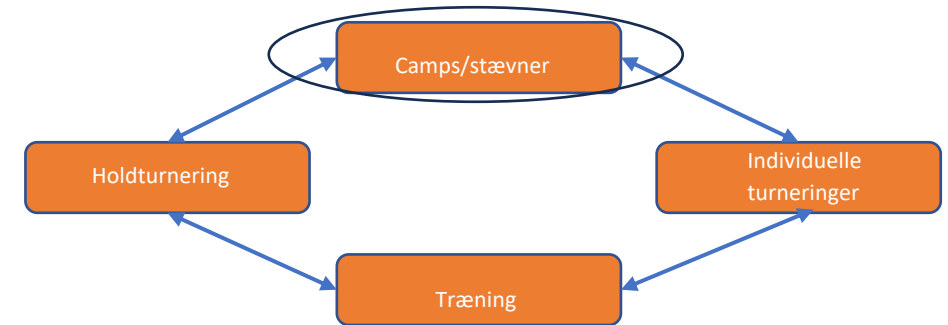 Camps/stævner
Holdturnering
Individuelle
turneringer
Træning